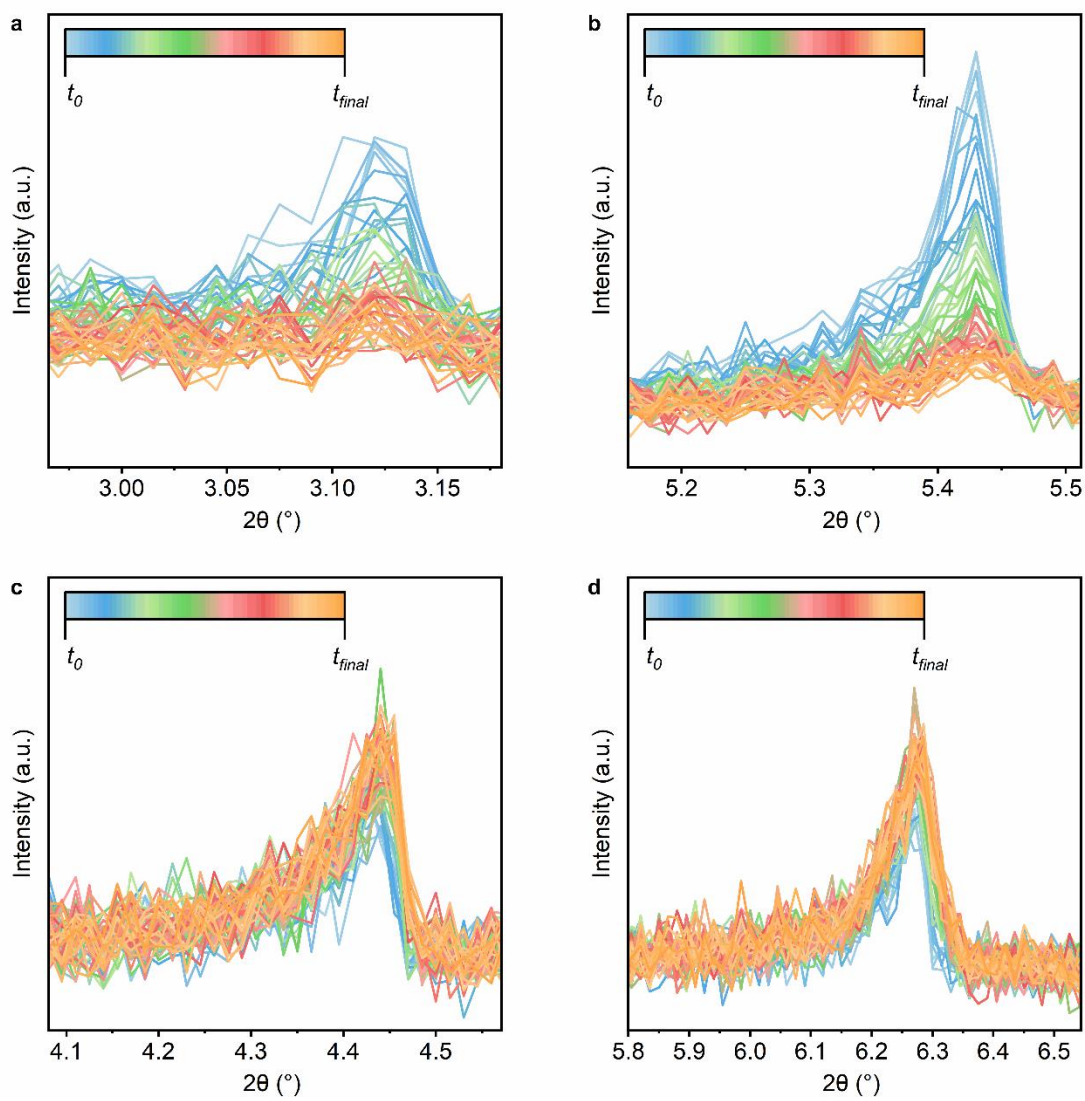 a
t0
tfinal
Intensity (a.u.)
3.00
3.05
3.10
3.15
2θ (°)
b
t0
tfinal
Intensity (a.u.)
5.2
5.3
5.4
5.5
2θ (°)
c
t0
tfinal
Intensity (a.u.)
4.1
4.2
4.3
4.4
4.5
2θ (°)
d
t0
tfinal
Intensity (a.u.)
5.8
5.9
6.0
6.1
6.2
6.3
6.4
6.5
2θ (°)